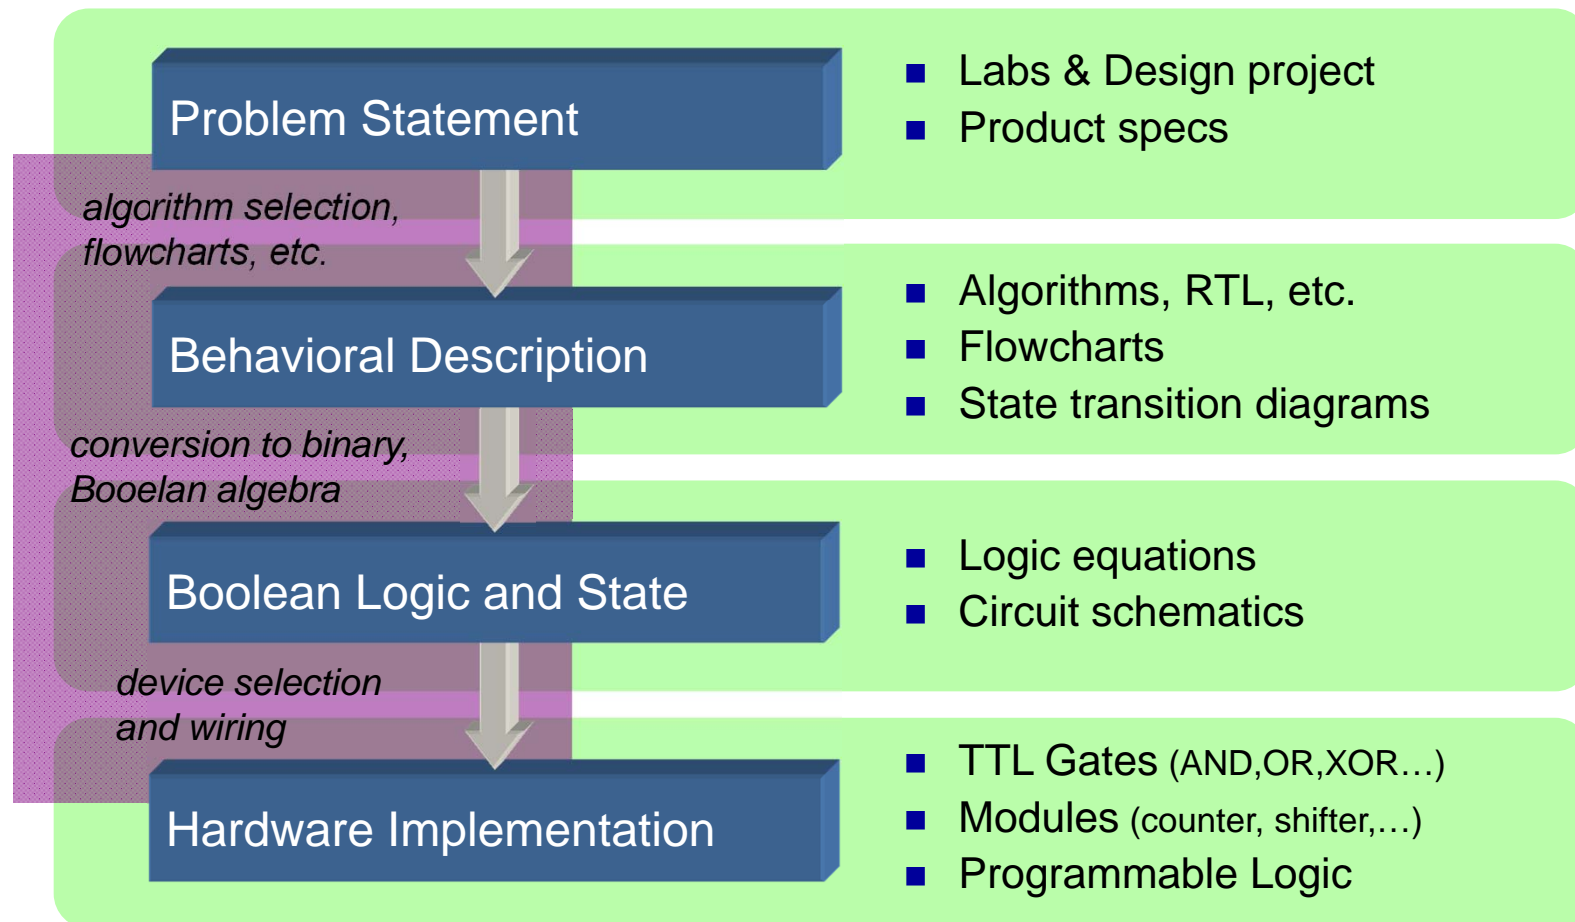 Problem Statement
Labs & Design project
Product specs
algorithm selection,
flowcharts, etc.
Behavioral Description
Algorithms, RTL, etc.
Flowcharts
State transition diagrams
conversion to binary,
Booelan algebra
Boolean Logic and State
Logic equations
Circuit schematics
device selection
and wiring
Hardware Implementation
TTL Gates (AND,OR,XOR…)
Modules (counter, shifter,…)
Programmable Logic